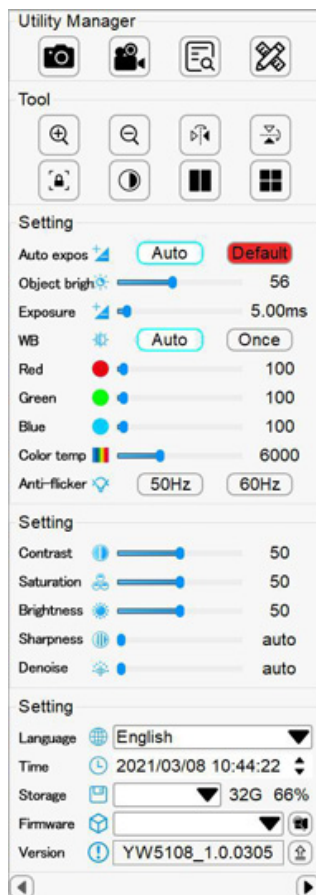 Utility Manager
Tool
Setting
Auto expos Auto Default
Object brigh 56
Exposure 5.00ms
WB Auto Once
Red 100
Green 100
Blue 100
Color temp 6000
Anti-flicker 50Hz 60Hz
Setting
Contrast 50
Saturation 50
Brightness 50
Sharpness auto
Denoise auto
Setting
Language English
Time 2021/03/08 10:44:22
Storage 32G 66%
Firmware
Version YW5108_1.0.0305